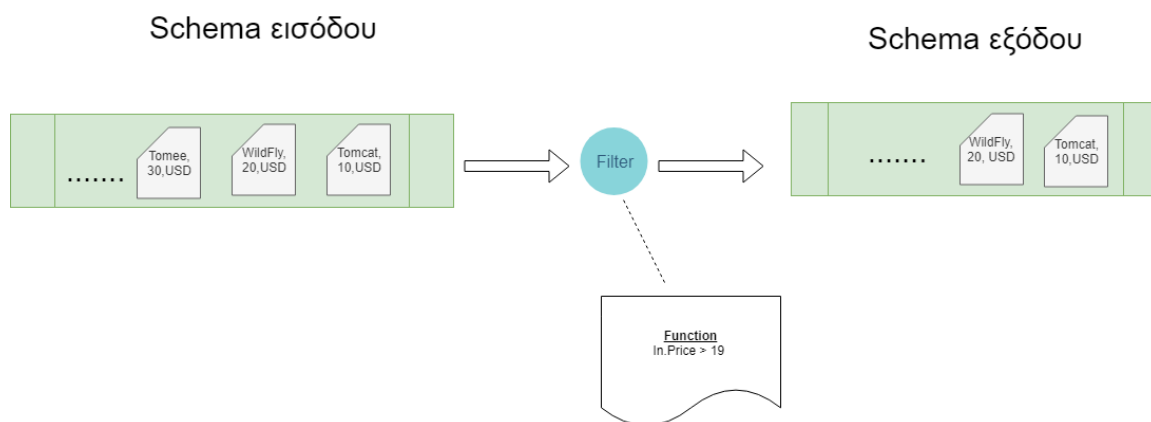 Schema εισόδου
Schema εξόδου
.......
Tomee,
30,USD
WildFly,
20,USD
Tomcat,
10,USD
Filter
.......
WildFly,
20, USD
Tomcat,
10,USD
Function
In.Price > 19